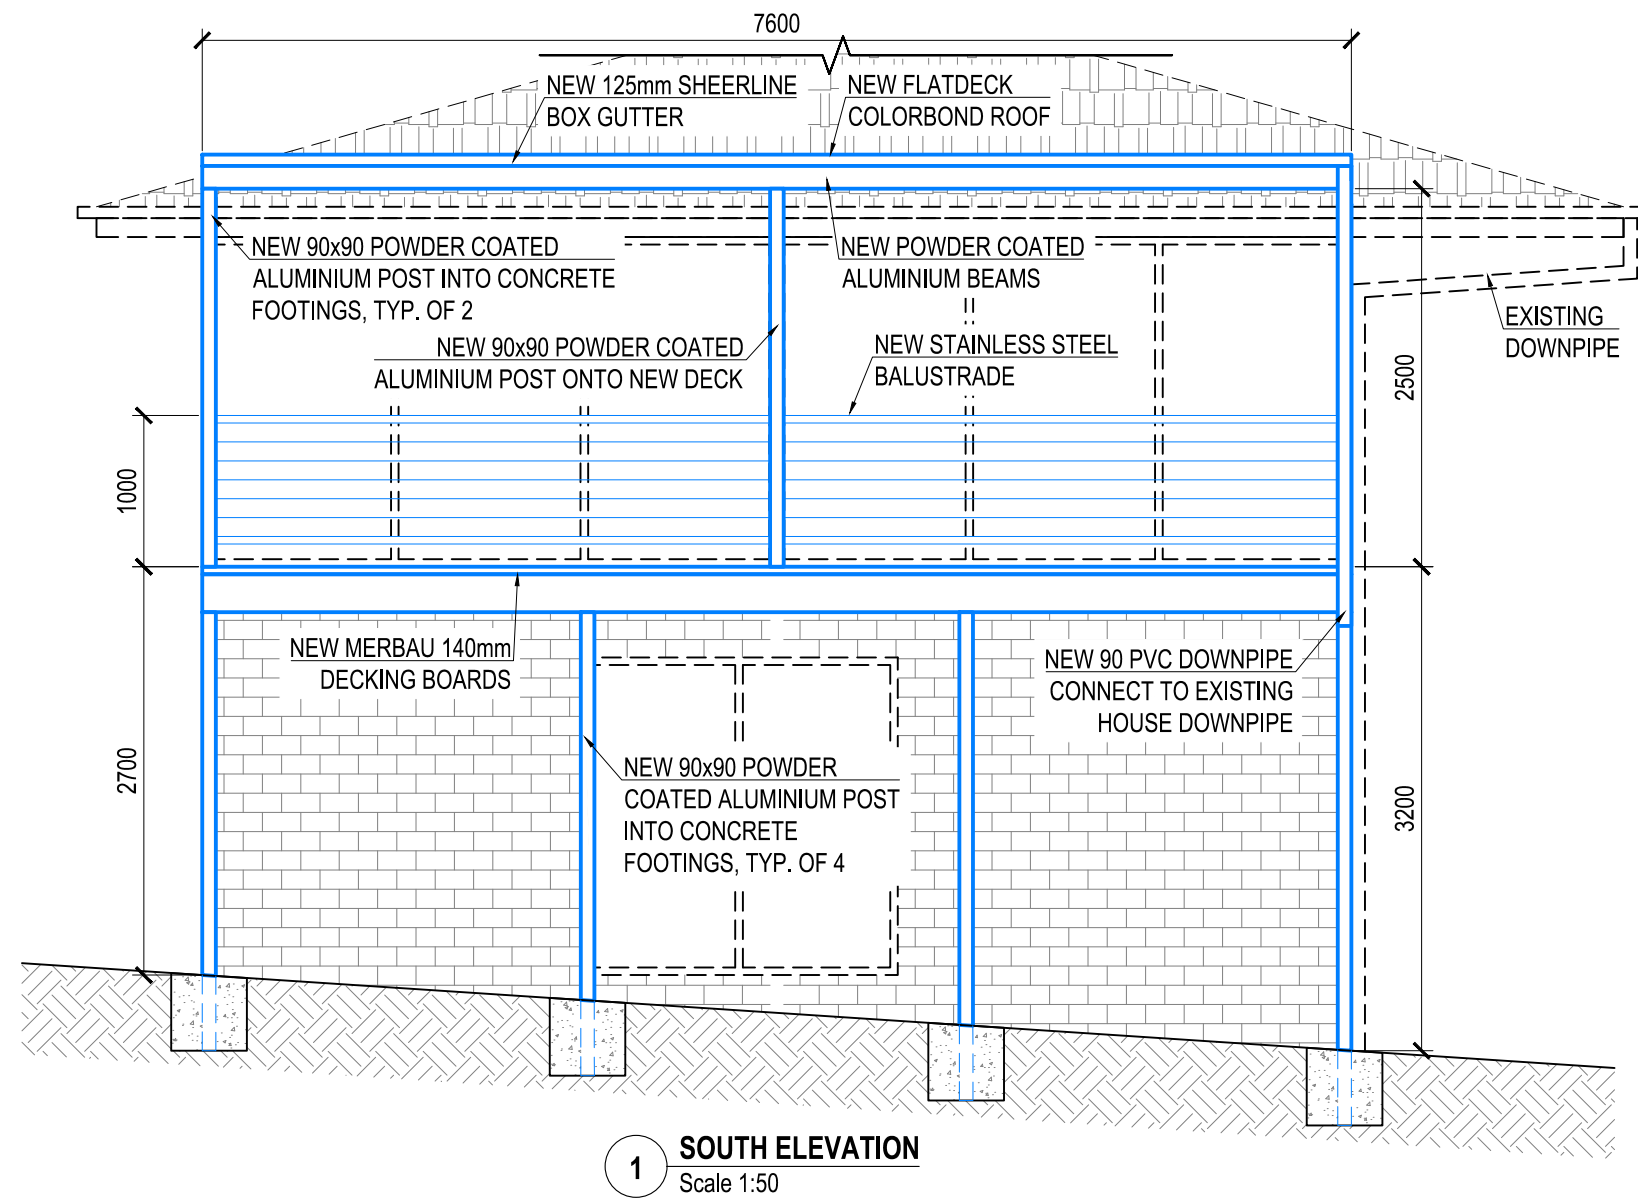 7600
NEW 125mm SHEERLINE
BOX GUTTER
NEW FLATDECK
COLORBOND ROOF
NEW 90x90 POWDER COATED
ALUMINIUM POST INTO CONCRETE
FOOTINGS, TYP. OF 2
NEW POWDER COATED
ALUMINIUM BEAMS
EXISTING
DOWNPIPE
NEW 90x90 POWDER COATED
ALUMINIUM POST ONTO NEW DECK
NEW STAINLESS STEEL
BALUSTRADE
2500
1000
NEW MERBAU 140mm
DECKING BOARDS
NEW 90 PVC DOWNPIPE
CONNECT TO EXISTING
HOUSE DOWNPIPE
2700
NEW 90x90 POWDER
COATED ALUMINIUM POST
INTO CONCRETE
FOOTINGS, TYP. OF 4
3200
1
SOUTH ELEVATION
Scale 1:50